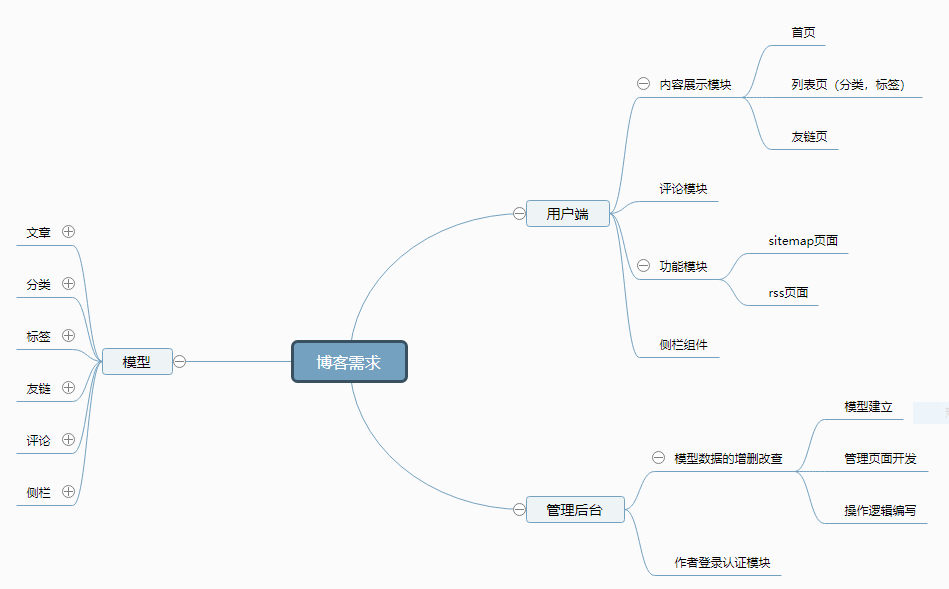 首页
内容展示模块
列表页（分类，标签）
友链页
评论模块
用户端
sitemap页面
功能模块
rss页面
侧栏组件
文章
分类
标签
友链
评论
侧栏
模型
博客需求
模型建立
模型数据的增删改查
管理页面开发
操作逻辑编写
管理后台
作者登录认证模块